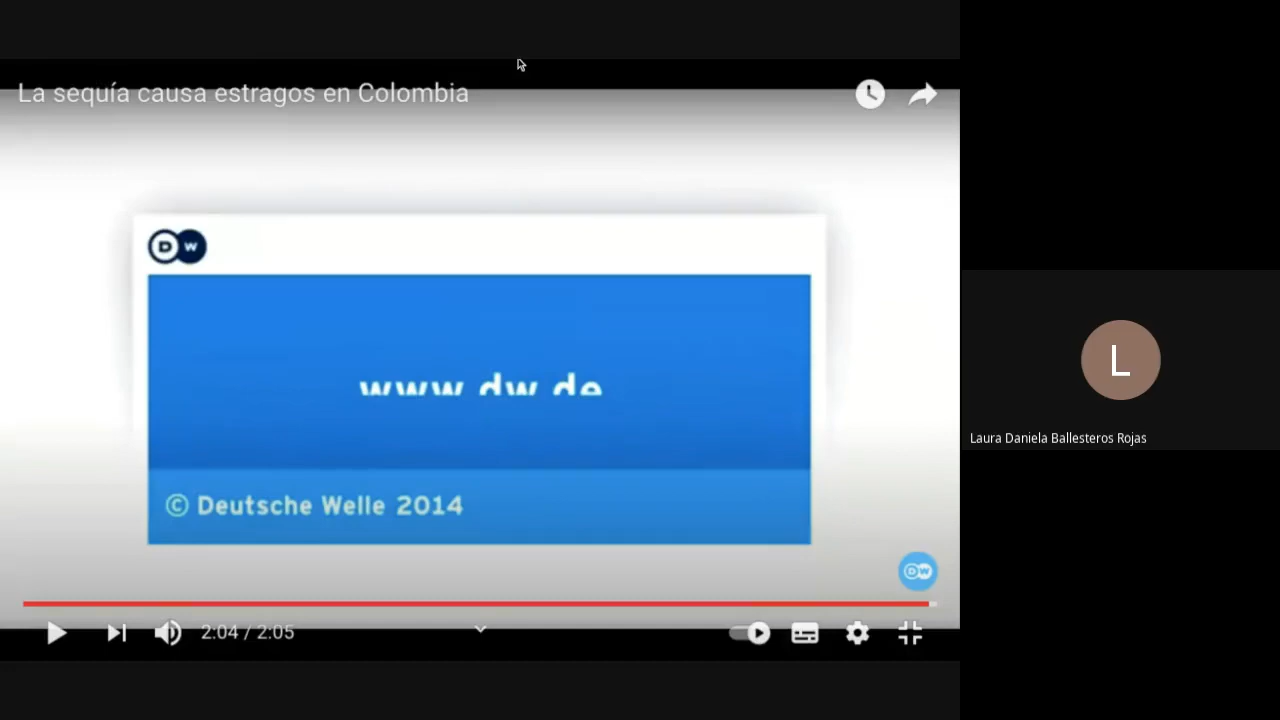 La sequía causa estragos en Colombia
DW
www.dw.de
© Deutsche Welle 2014
DW
2:04 / 2:05
L
Laura Daniela Ballesteros Rojas